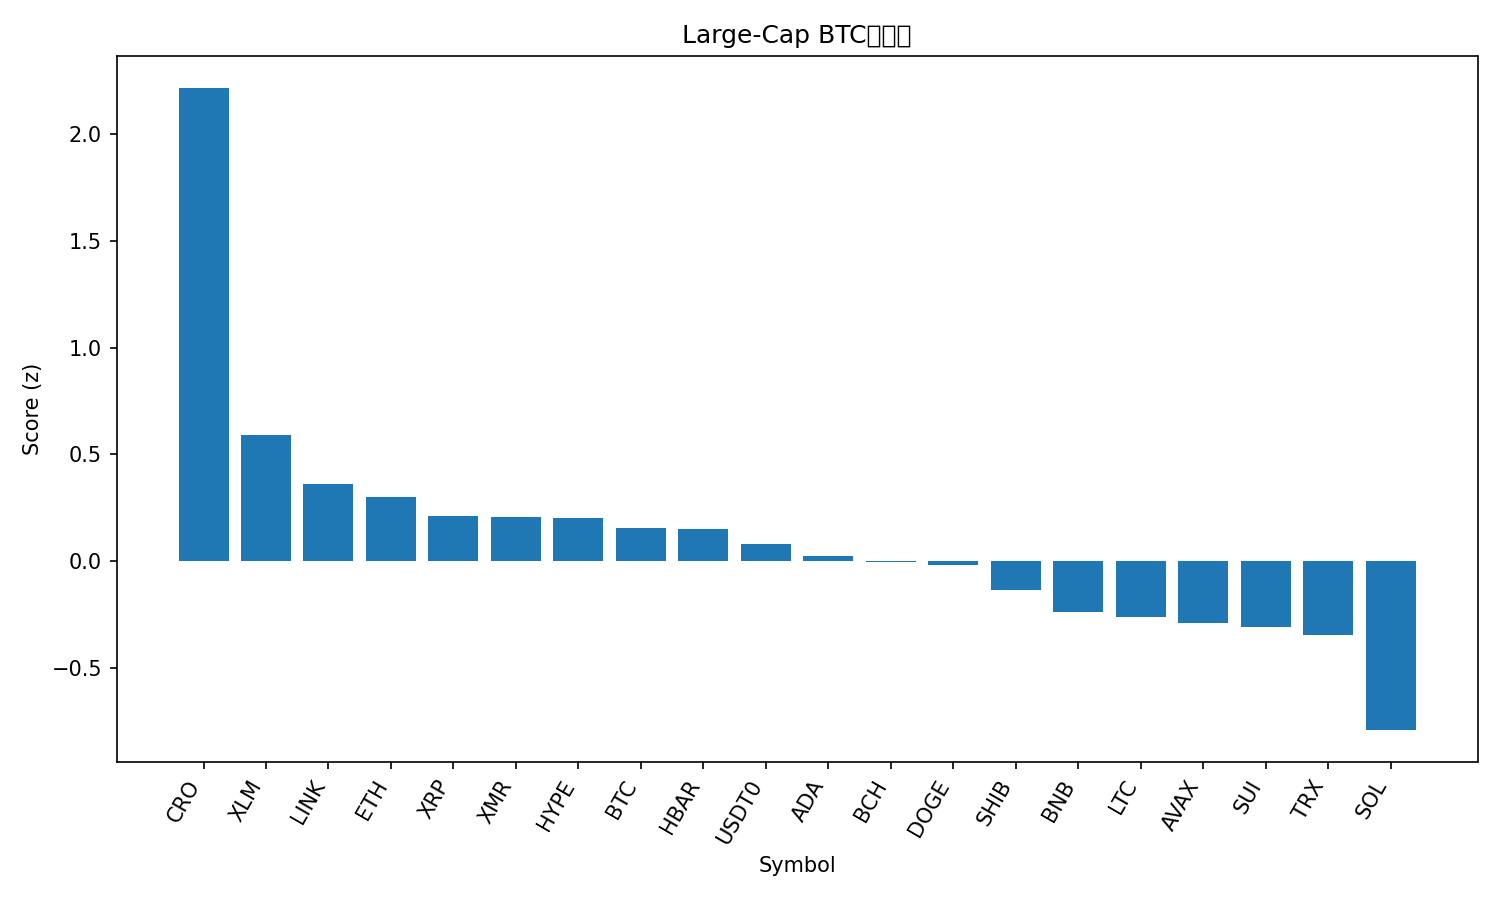 Large-Cap BTC
2.0
1.5
1.0
0.5
0.0
−0.5
Score (z)
CRO XLM LINK ETH XRP XMR HYPE BTC HBAR USDT0 ADA BCH DOGE SHIB BNB LTC AVAX SUI TRX SOL
Symbol